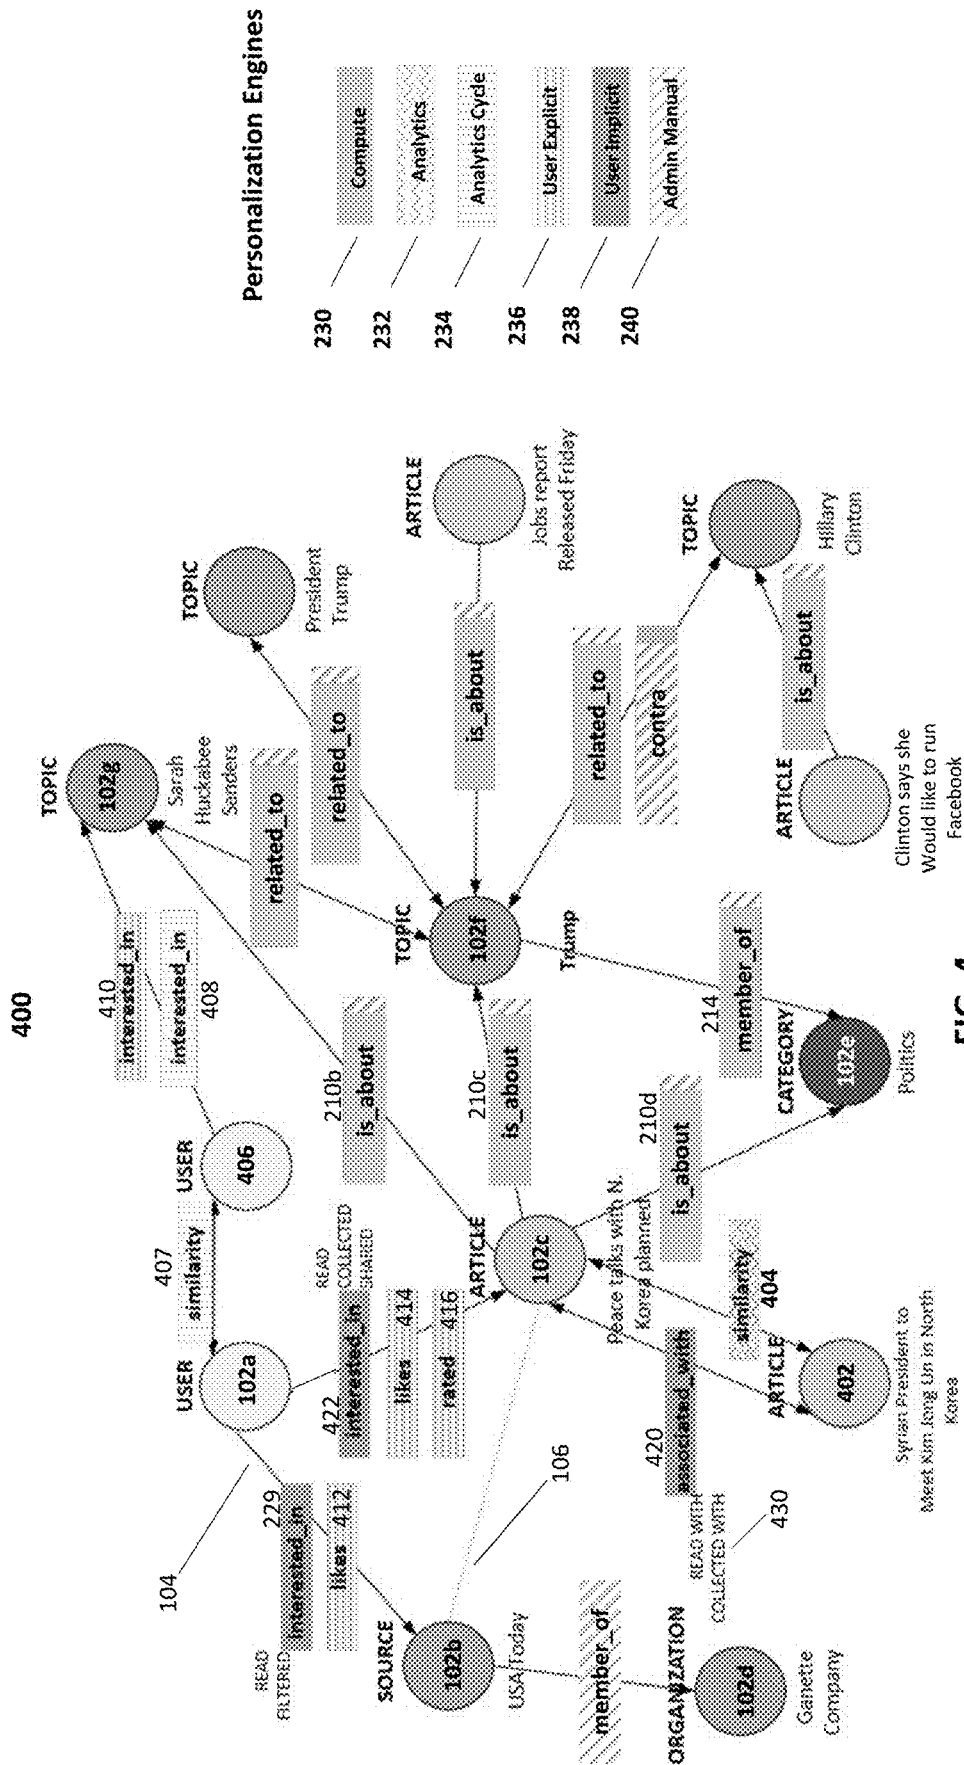 400
Personalization Engines
230
Compute
232
Analytics
234
Analytics Cycle
236
User Explicit
238
User Implicit
240
Admin Manual
104
USER
102a
407
similarity
USER
406
410
interested_in
interested_in
408
TOPIC
102g
Sarah
Huckabee
Sanders
related_to
TOPIC
President
Trump
related_to
READ
FILTERED
229
interested_in
likes
412
READ
COLLECTED
SHARED
422
interested_in
likes
414
rated
416
210b
is_about
SOURCE
102b
USA Today
106
ARTICLE
102c
Peace talks with N.
Korea planned
210c
is_about
TOPIC
102f
Trump
is_about
ARTICLE
Jobs report
Released Friday
related_to
contra
TOPIC
Hillary
Clinton
is_about
ARTICLE
Clinton says she
Would like to run
Facebook
member_of
ORGANIZATION
102d
Ganette
Company
420
associated_with
READ WITH
COLLECTED WITH
430
similarity
404
ARTICLE
402
Syrian President to
Meet Kim Jong Un in North
Korea
210d
is_about
214
member_of
CATEGORY
102e
Politics
FIG. 4